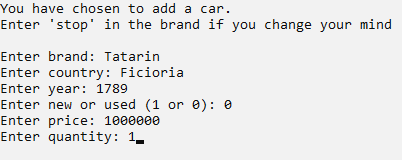 You have chosen to add a car.
Enter 'stop' in the brand if you change your mind
Enter brand: Tatarin
Enter country: Ficioria
Enter year: 1789
Enter new or used (1 or 0): 0
Enter price: 1000000
Enter quantity: 1